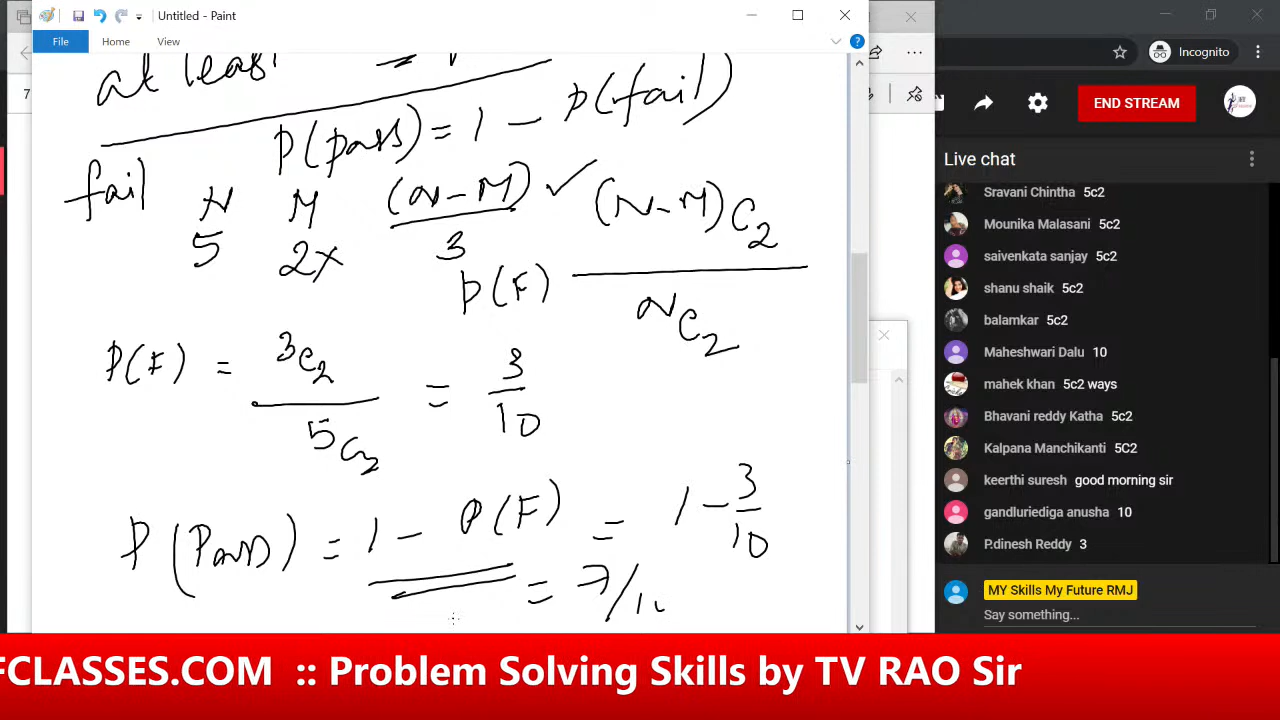 Untitled - Paint
File Home View
Incognito
at least
P(pass) = 1 - P(fail)
fail N M (N-M) ✓ (N-M)C2
5 2x 3
P(F) NC2
P(F) = 3C2 / 5C2 = 3/10
P(Pass) = 1 - P(F) = 1 - 3/10
= 7/10
7
END STREAM
Live chat
Sravani Chintha 5c2
Mounika Malasani 5c2
saivenkata sanjay 5c2
shanu shaik 5c2
balamkar 5c2
Maheshwari Dalu 10
mahek khan 5c2 ways
Bhavani reddy Katha 5c2
Kalpana Manchikanti 5C2
keerthi suresh good morning sir
gandluriediga anusha 10
P.dinesh Reddy 3
MY Skills My Future RMJ
Say something...
FCLASSES.COM :: Problem Solving Skills by TV RAO Sir